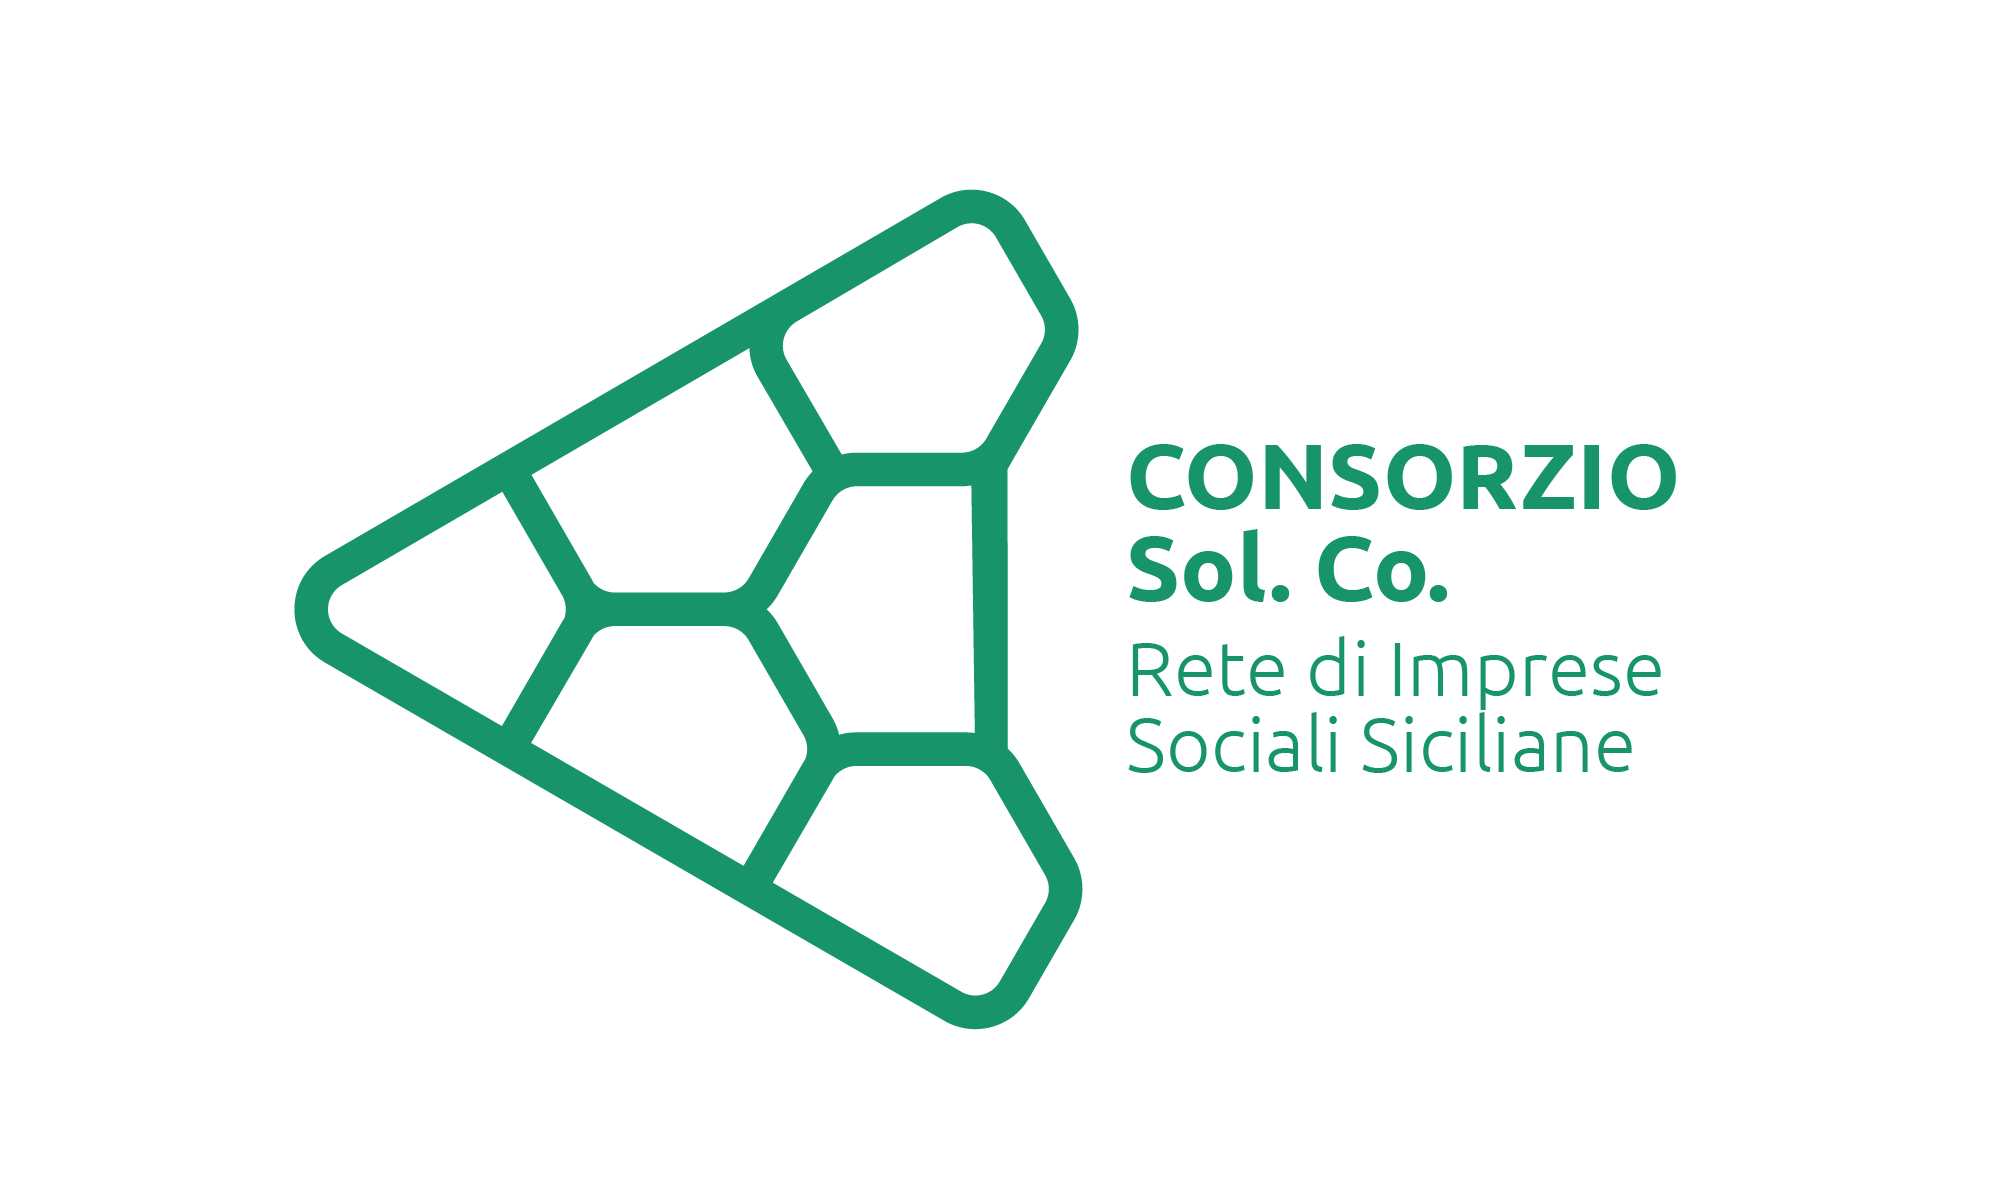 CONSORZIO
Sol. Co.
Rete di Imprese
Sociali Siciliane